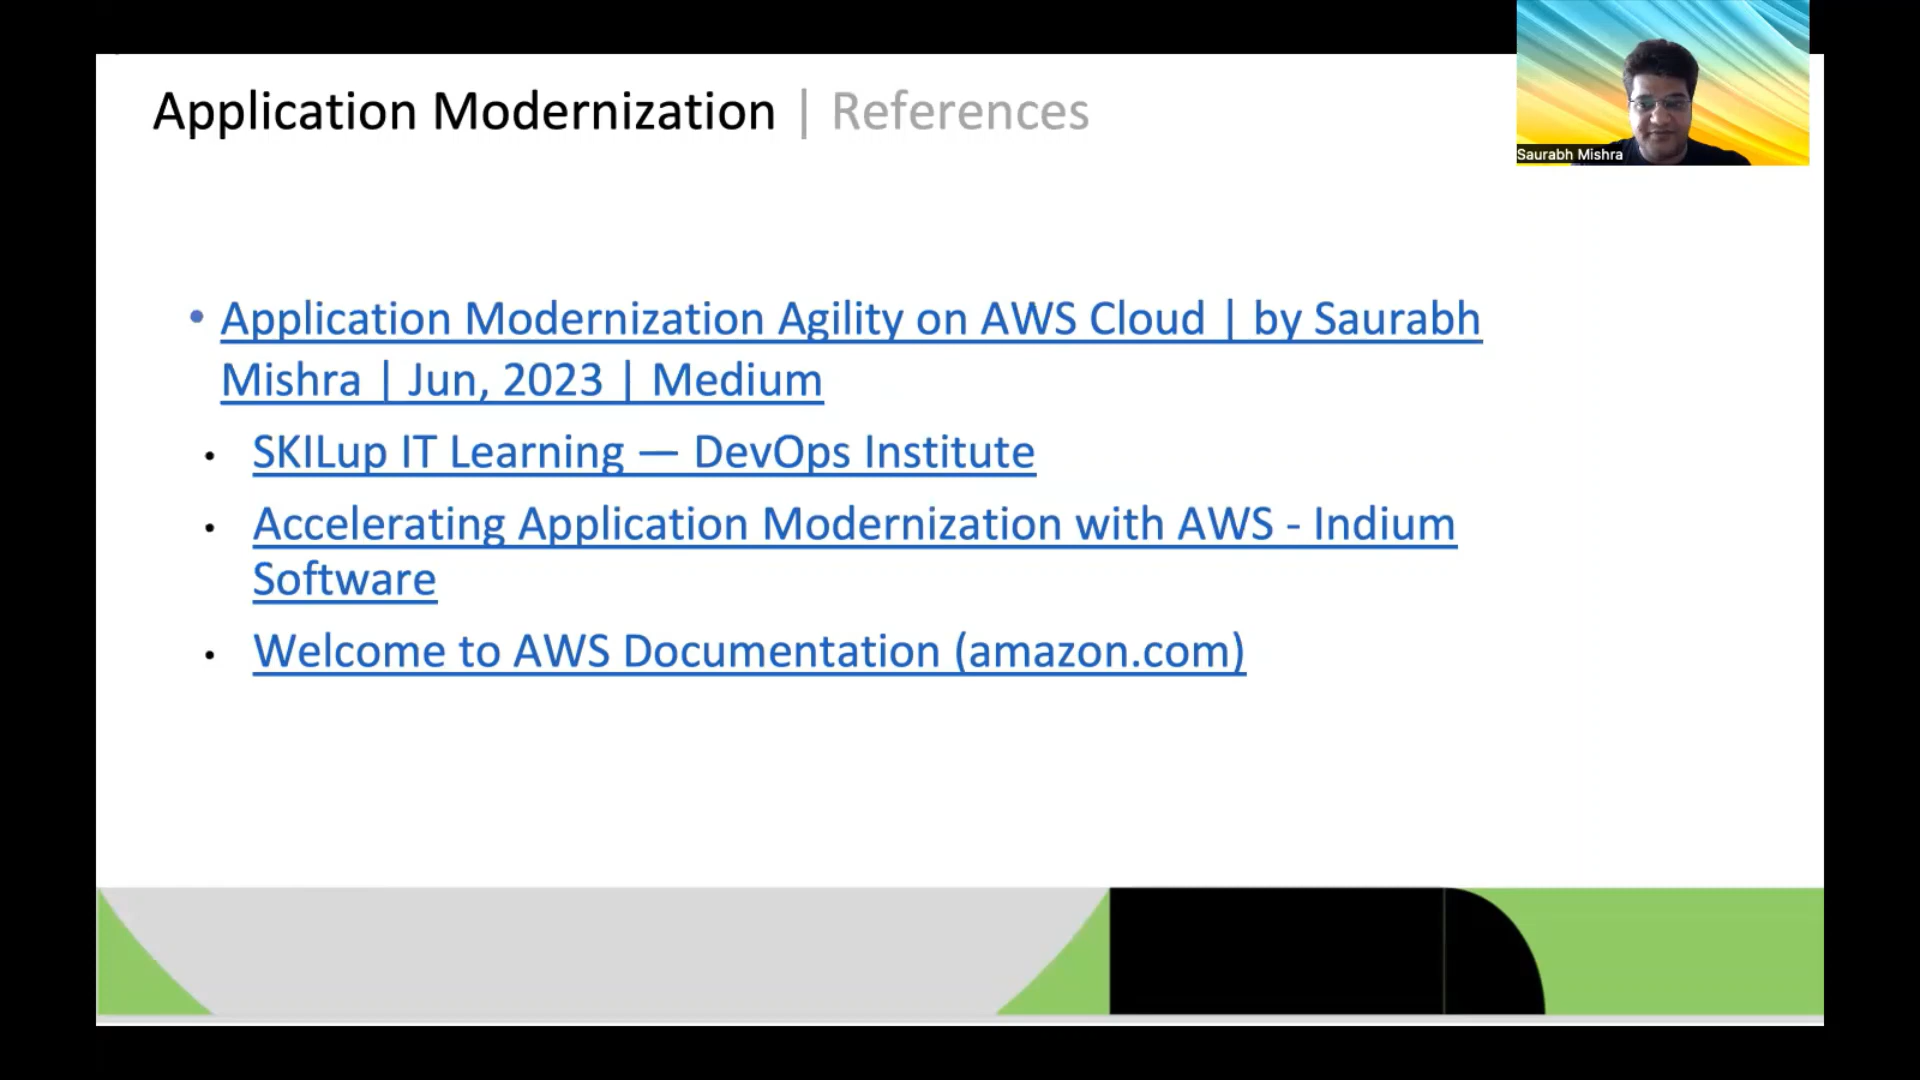 Application Modernization | References
Saurabh Mishra
• Application Modernization Agility on AWS Cloud | by Saurabh
Mishra | Jun, 2023 | Medium
• SKILup IT Learning — DevOps Institute
• Accelerating Application Modernization with AWS - Indium
Software
• Welcome to AWS Documentation (amazon.com)